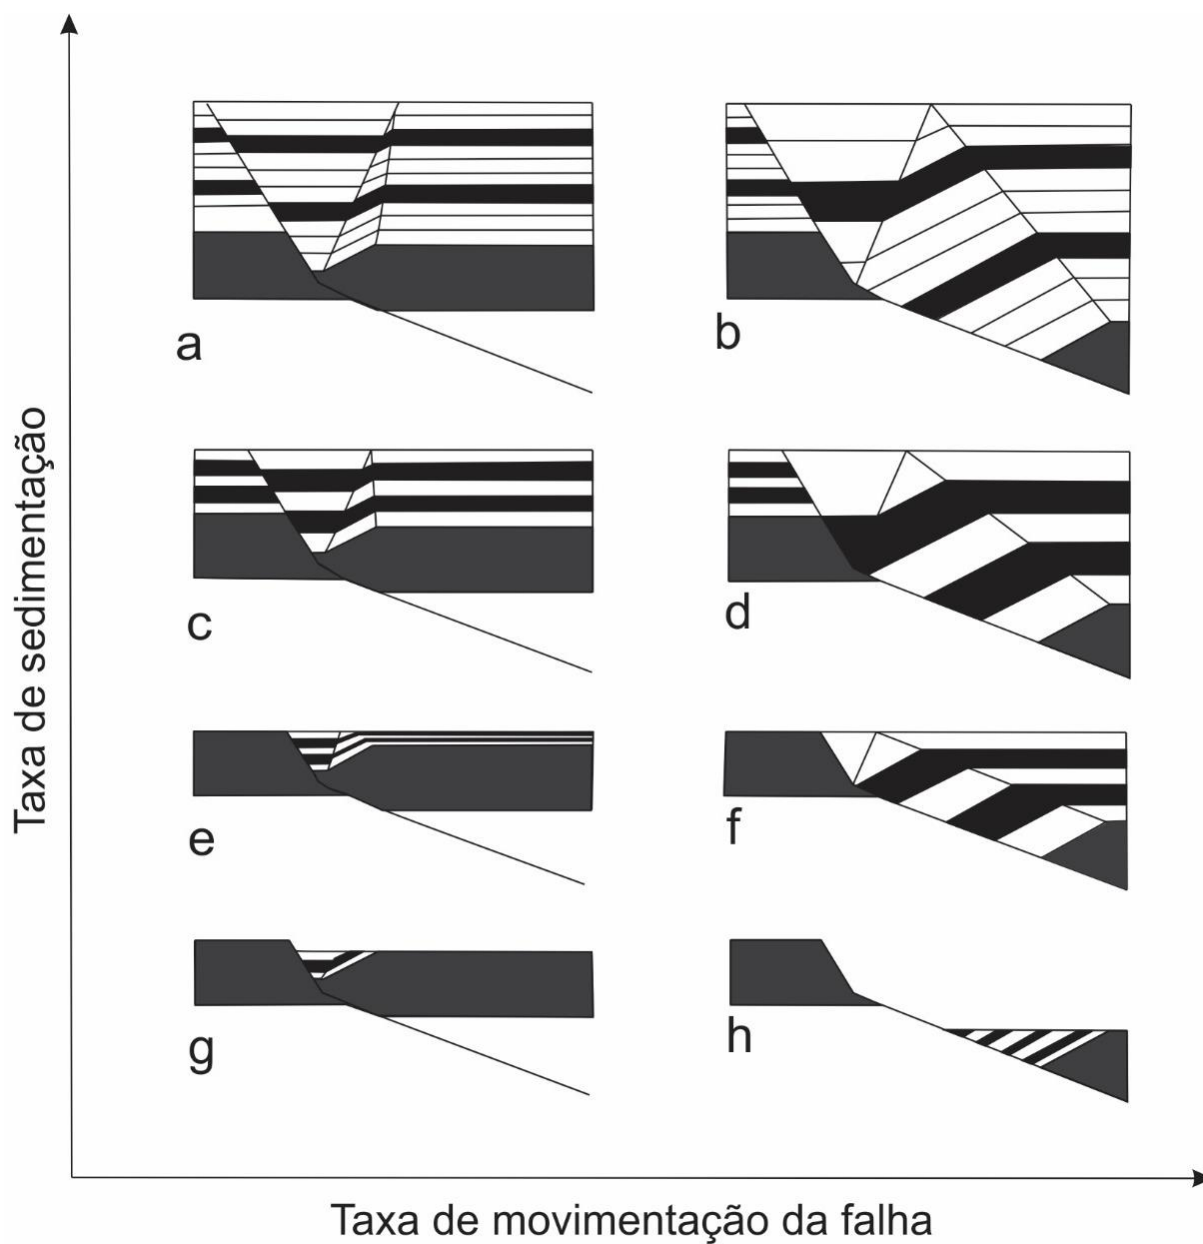 Taxa de sedimentação
a
b
c
d
e
f
g
h
Taxa de movimentação da falha